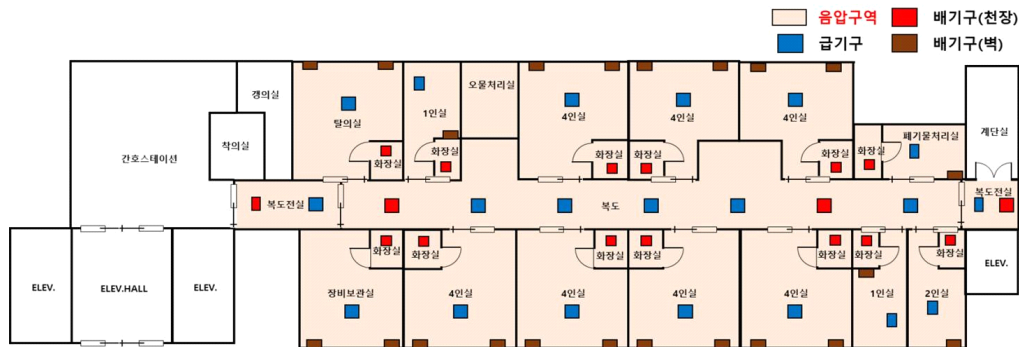 음압구역
배기구(천장)
급기구
배기구(벽)
간호스테이션
갱의실
착의실
탈의실
화장실
1인실
화장실
오물처리실
4인실
화장실
4인실
화장실
4인실
화장실
화장실
폐기물처리실
계단실
복도전실
복도
복도전실
ELEV.
ELEV.HALL
ELEV.
장비보관실
화장실
화장실
4인실
4인실
화장실
화장실
4인실
4인실
화장실
화장실
1인실
2인실
화장실
ELEV.